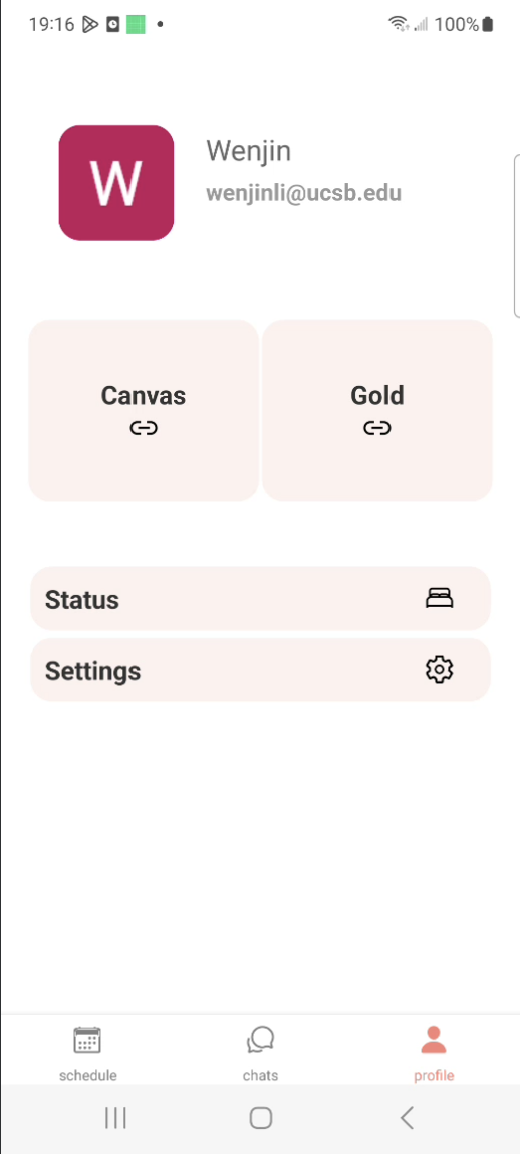 19:16 100%
W
Wenjin
wenjinli@ucsb.edu
Canvas Gold
Status
Settings
schedule chats profile